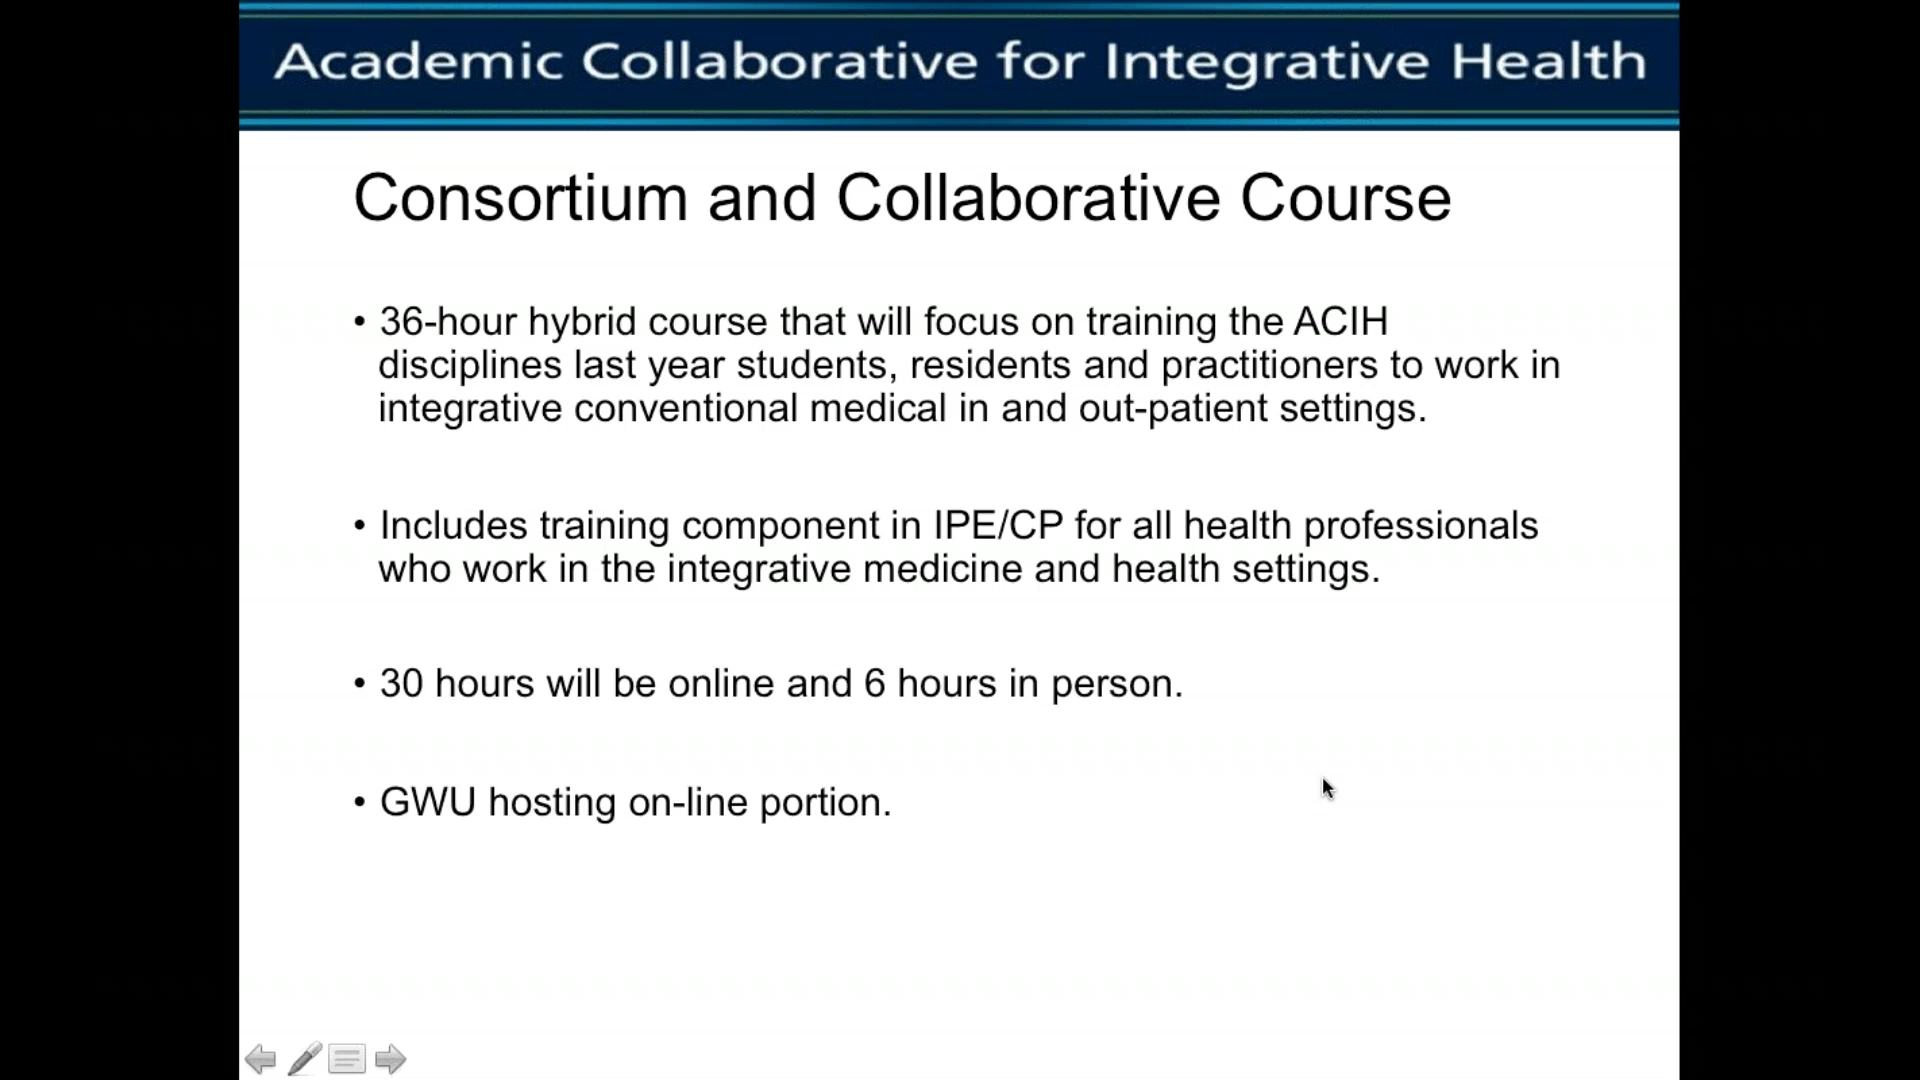 Academic Collaborative for Integrative Health
Consortium and Collaborative Course
• 36-hour hybrid course that will focus on training the ACIH
disciplines last year students, residents and practitioners to work in
integrative conventional medical in and out-patient settings.
• Includes training component in IPE/CP for all health professionals
who work in the integrative medicine and health settings.
• 30 hours will be online and 6 hours in person.
• GWU hosting on-line portion.